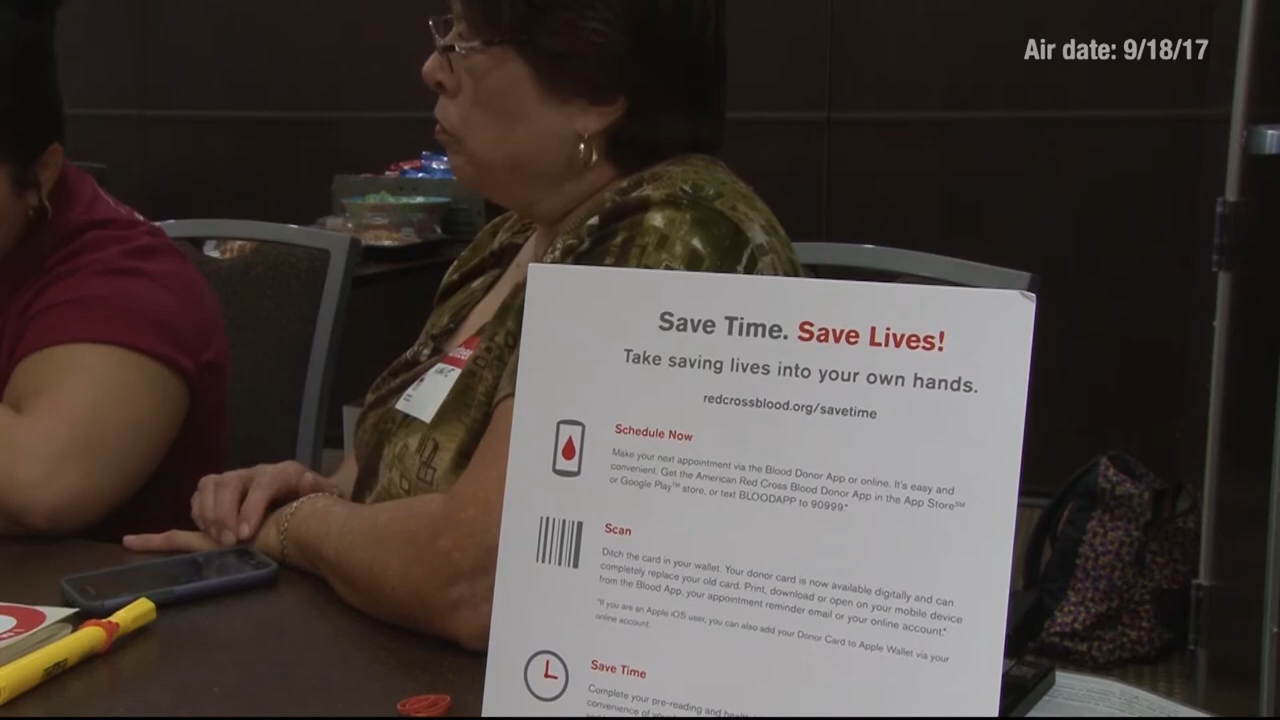 Air date: 9/18/17
Save Time. Save Lives!
Take saving lives into your own hands.
redcrossblood.org/savetime
Schedule Now
Make your next appointment via the Blood Donor App or online. It's easy and
convenient. Get the American Red Cross Blood Donor App in the App Store℠
or Google Play™ store, or text BLOODAPP to 90999*
Scan
Ditch the card in your wallet. Your donor card is now available digitally and can
completely replace your old card. Print, download or open on your mobile device
from the Blood App, your appointment reminder email or your online account.*
*If you are an Apple iOS user, you can also add your Donor Card to Apple Wallet via your
online account.
Save Time
Complete your pre-reading and
convenience of